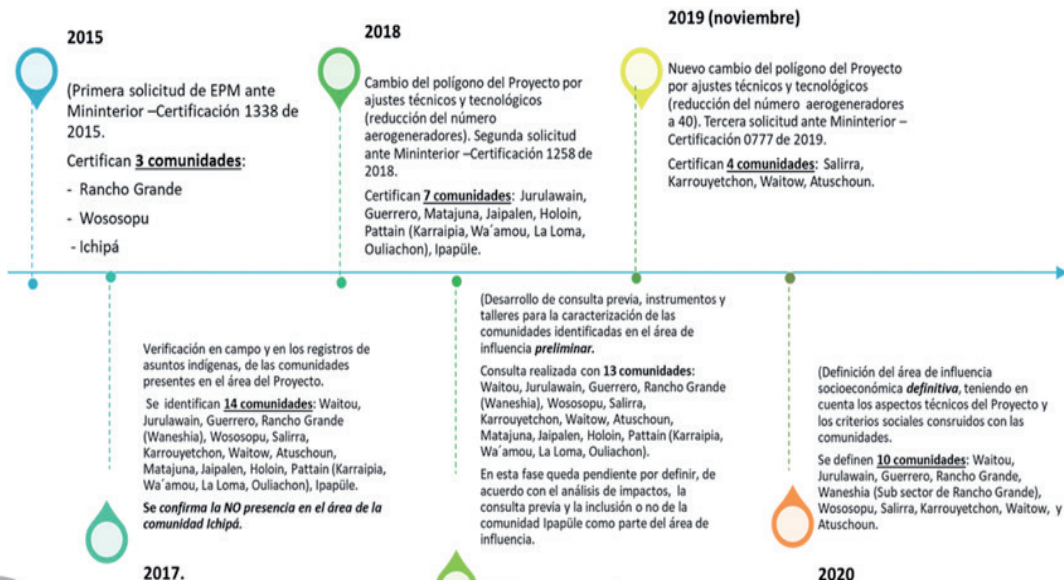 2015
(Primera solicitud de EPM ante
Mininterior –Certificación 1338 de
2015.
Certifican 3 comunidades:
- Rancho Grande
- Wososopu
- Ichipá
2018
Cambio del polígono del Proyecto por
ajustes técnicos y tecnológicos
(reducción del número
aerogeneradores). Segunda solicitud
ante Mininterior –Certificación 1258 de
2018.
Certifican 7 comunidades: Jurulawain,
Guerrero, Matajuna, Jaipalen, Holoin,
Pattain (Karraipia, Wa´amou, La Loma,
Ouliachon), Ipapüle.
2019 (noviembre)
Nuevo cambio del polígono del Proyecto
por ajustes técnicos y tecnológicos
(reducción del número aerogeneradores
a 40). Tercera solicitud ante Mininterior –
Certificación 0777 de 2019.
Certifican 4 comunidades: Salirra,
Karrouyetchon, Waitow, Atuschoun.
Verificación en campo y en los registros de
asuntos indígenas, de las comunidades
presentes en el área del Proyecto.
Se identifican 14 comunidades: Waitou,
Jurulawain, Guerrero, Rancho Grande
(Waneshia), Wososopu, Salirra,
Karrouyetchon, Waitow, Atuschoun,
Matajuna, Jaipalen, Holoin, Pattain (Karraipia,
Wa´amou, La Loma, Ouliachon), Ipapüle.
Se confirma la NO presencia en el área de la
comunidad Ichipá.
2017.
(Desarrollo de consulta previa, instrumentos y
talleres para la caracterización de las
comunidades identificadas en el área de
influencia preliminar.
Consulta realizada con 13 comunidades:
Waitou, Jurulawain, Guerrero, Rancho Grande
(Waneshia), Wososopu, Salirra,
Karrouyetchon, Waitow, Atuschoun,
Matajuna, Jaipalen, Holoin, Pattain (Karraipia,
Wa´amou, La Loma, Ouliachon).
En esta fase queda pendiente por definir, de
acuerdo con el análisis de impactos, la
consulta previa y la inclusión o no de la
comunidad Ipapüle como parte del área de
influencia.
(Definición del área de influencia
socioeconómica definitiva, teniendo en
cuenta los aspectos técnicos del Proyecto y
los criterios sociales consruidos con las
comunidades.
Se definen 10 comunidades: Waitou,
Jurulawain, Guerrero, Rancho Grande,
Waneshia (Sub sector de Rancho Grande),
Wososopu, Salirra, Karrouyetchon, Waitow, y
Atuschoun.
2020